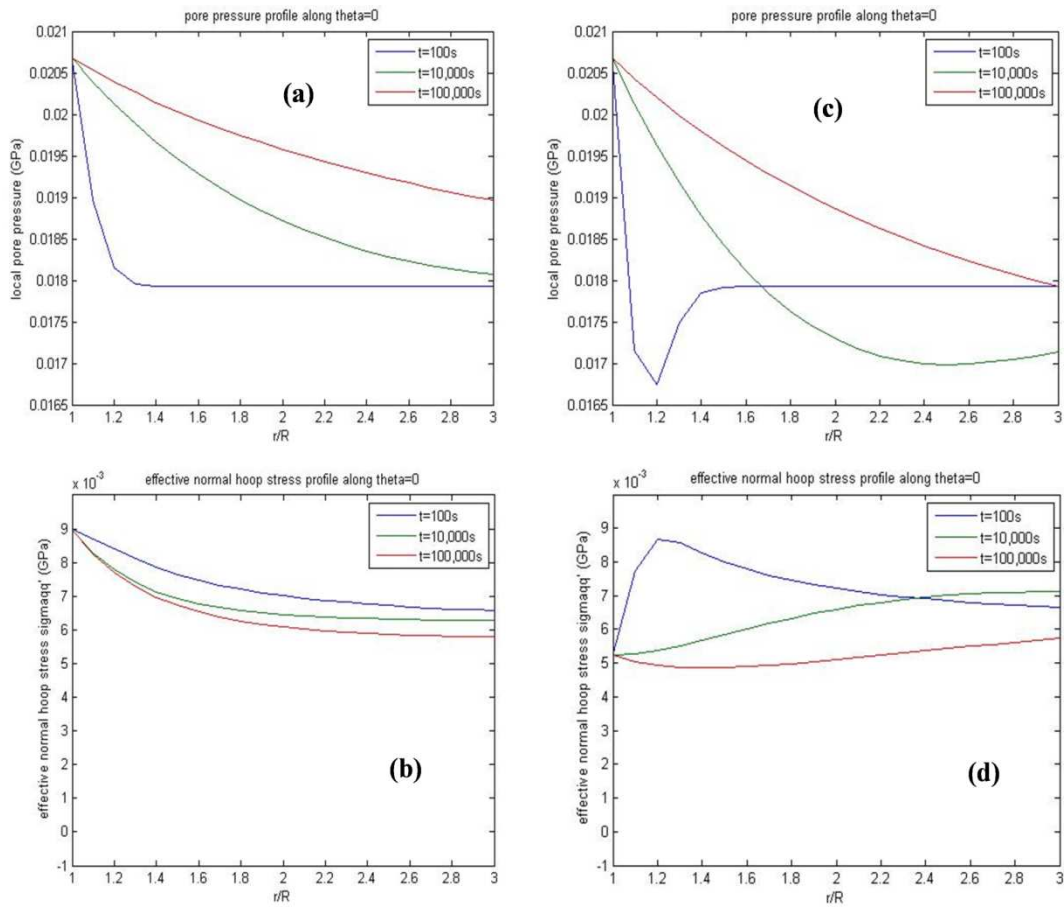 pore pressure profile along theta=0
0.021
0.0205
0.02
0.0195
0.019
0.0185
0.018
0.0175
0.017
0.0165
local pore pressure (GPa)
t=100s
t=10,000s
t=100,000s
(a)
1 1.2 1.4 1.6 1.8 2 2.2 2.4 2.6 2.8 3
r/R
pore pressure profile along theta=0
0.021
0.0205
0.02
0.0195
0.019
0.0185
0.018
0.0175
0.017
0.0165
local pore pressure (GPa)
t=100s
t=10,000s
t=100,000s
(c)
1 1.2 1.4 1.6 1.8 2 2.2 2.4 2.6 2.8 3
r/R
x 10⁻³
effective normal hoop stress profile along theta=0
9
8
7
6
5
4
3
2
1
0
-1
effective normal hoop stress sigmaqq' (GPa)
t=100s
t=10,000s
t=100,000s
(b)
1 1.2 1.4 1.6 1.8 2 2.2 2.4 2.6 2.8 3
r/R
x 10⁻³
effective normal hoop stress profile along theta=0
9
8
7
6
5
4
3
2
1
0
-1
effective normal hoop stress sigmaqq' (GPa)
t=100s
t=10,000s
t=100,000s
(d)
1 1.2 1.4 1.6 1.8 2 2.2 2.4 2.6 2.8 3
r/R